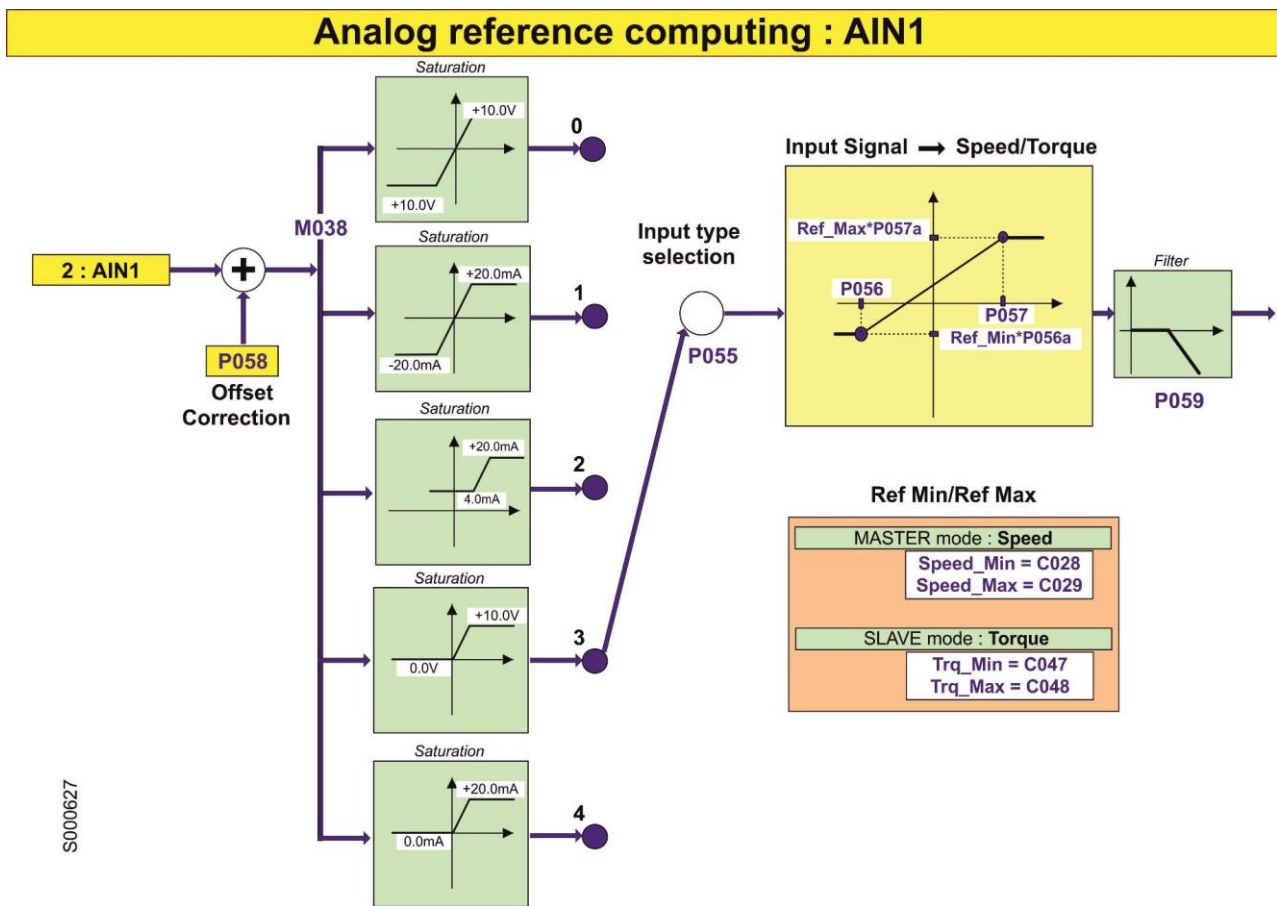 Analog reference computing : AIN1
Saturation
+10.0V
+10.0V
0
M038
2 : AIN1
+
P058
Offset
Correction
Saturation
+20.0mA
-20.0mA
1
Saturation
+20.0mA
4.0mA
2
Saturation
+10.0V
0.0V
3
Saturation
+20.0mA
0.0mA
4
Input type
selection
P055
Input Signal → Speed/Torque
Ref_Max*P057a
P056
P057
Ref_Min*P056a
Filter
P059
Ref Min/Ref Max
MASTER mode : Speed
Speed_Min = C028
Speed_Max = C029
SLAVE mode : Torque
Trq_Min = C047
Trq_Max = C048
S000627